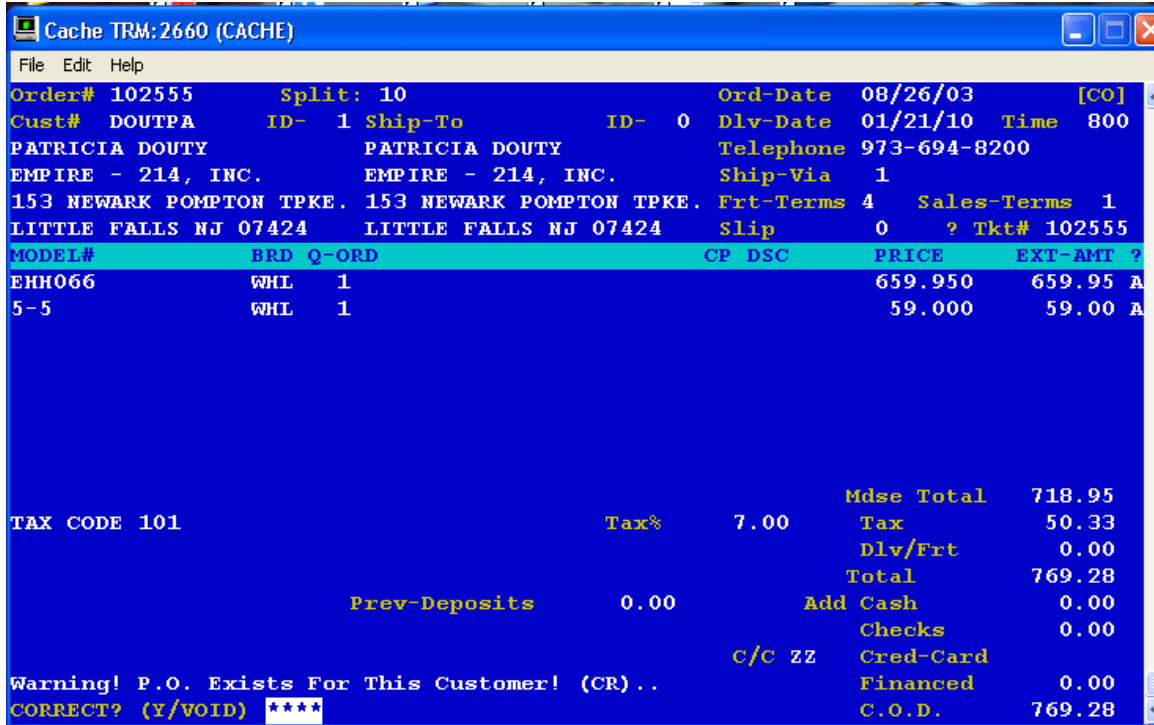 Cache TRM:2660 (CACHE)
File Edit Help
Order# 102555 Split: 10 Ord-Date 08/26/03 [CO]
Cust# DOUTPA ID- 1 Ship-To ID- 0 Dlv-Date 01/21/10 Time 800
PATRICIA DOUTY PATRICIA DOUTY Telephone 973-694-8200
EMPIRE - 214, INC. EMPIRE - 214, INC. Ship-Via 1
153 NEWARK POMPTON TPKE. 153 NEWARK POMPTON TPKE. Frt-Terms 4 Sales-Terms 1
LITTLE FALLS NJ 07424 LITTLE FALLS NJ 07424 Slip 0 ? Tkt# 102555
MODEL# BRD Q-ORD CP DSC PRICE EXT-AMT ?
EHH066 WHL 1 659.950 659.95 A
5-5 WHL 1 59.000 59.00 A
Mdse Total 718.95
TAX CODE 101 Tax% 7.00 Tax 50.33
Dlv/Frt 0.00
Total 769.28
Prev-Deposits 0.00 Add Cash 0.00
Checks 0.00
C/C ZZ Cred-Card
Warning! P.O. Exists For This Customer! (CR).. Financed 0.00
CORRECT? (Y/VOID) **** C.O.D. 769.28